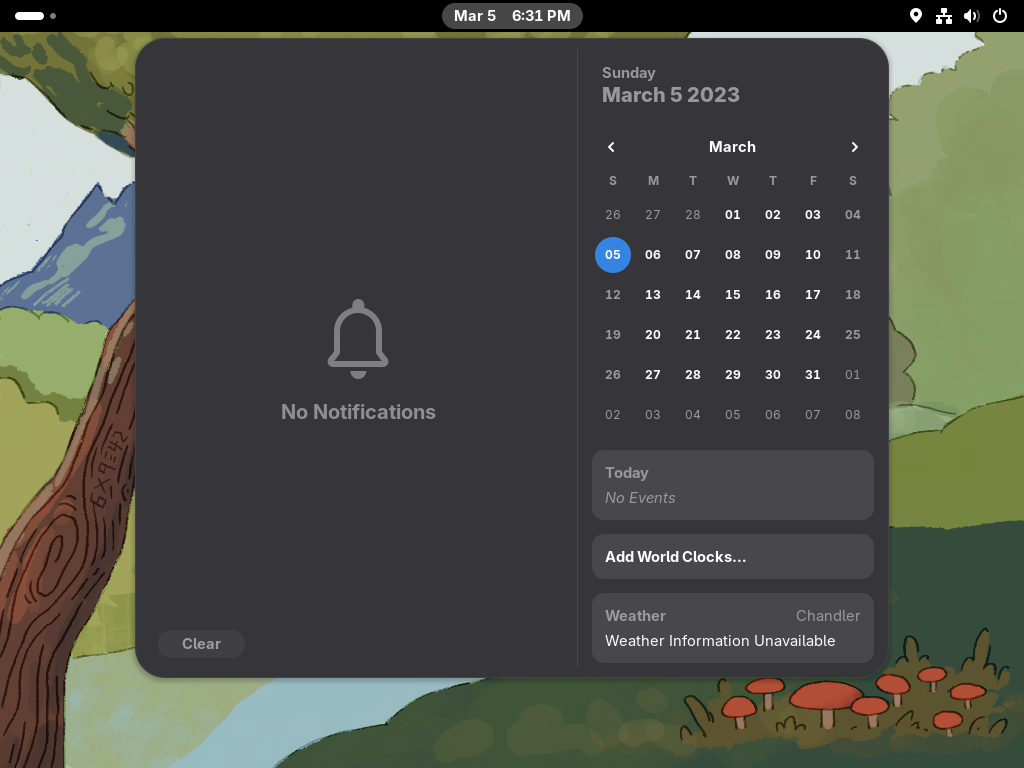 Mar 5 6:31 PM
No Notifications
Clear
Sunday
March 5 2023
March
S M T W T F S
26 27 28 01 02 03 04
05 06 07 08 09 10 11
12 13 14 15 16 17 18
19 20 21 22 23 24 25
26 27 28 29 30 31 01
02 03 04 05 06 07 08
Today
No Events
Add World Clocks...
Weather Chandler
Weather Information Unavailable
6×9=42